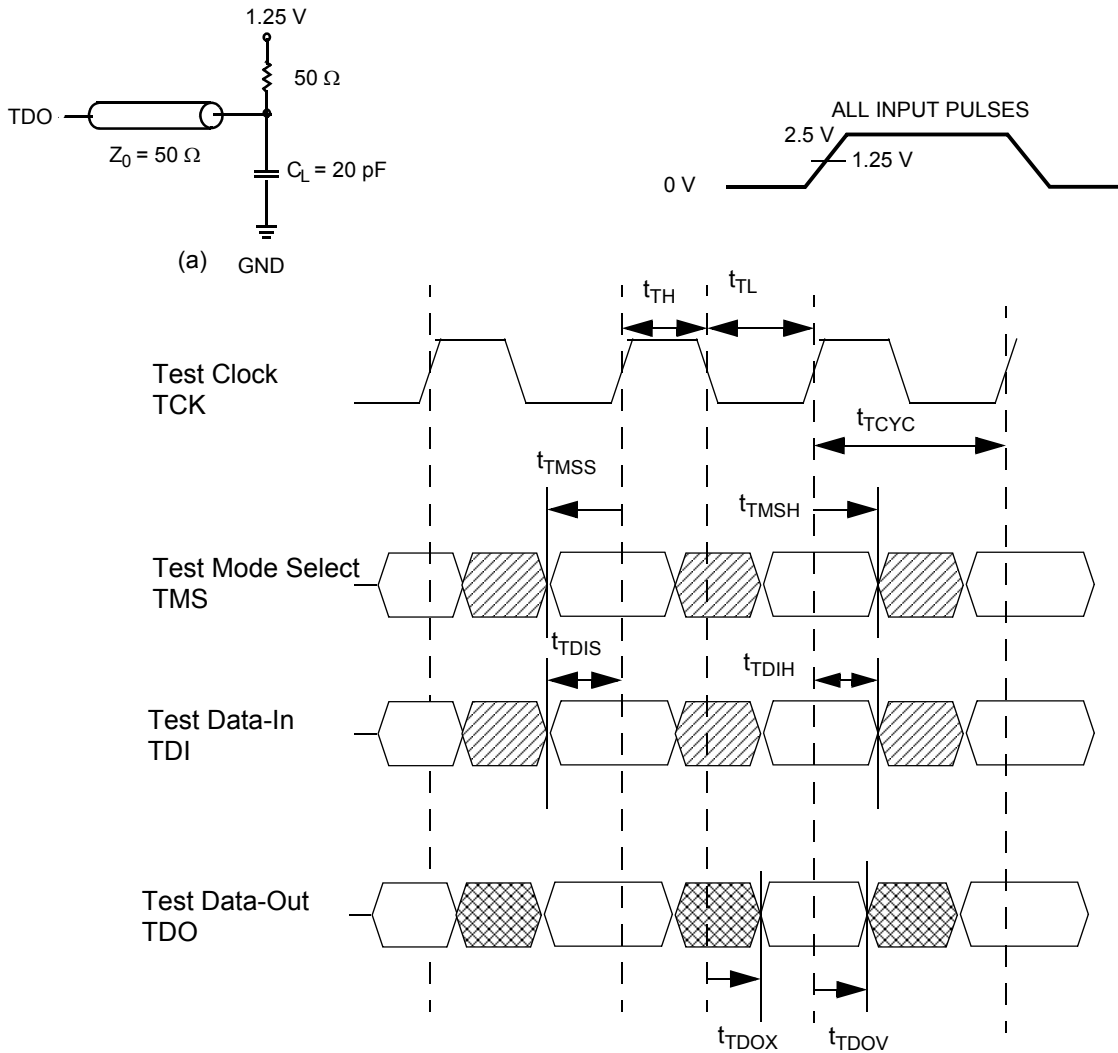 1.25 V
50 Ω
TDO
Z0 = 50 Ω
CL = 20 pF
(a) GND
ALL INPUT PULSES
2.5 V
1.25 V
0 V
tTH
tTL
Test Clock
TCK
tTCYC
tTMSS
tTMSH
Test Mode Select
TMS
tTDIS
tTDIH
Test Data-In
TDI
Test Data-Out
TDO
tTDOX
tTDOV